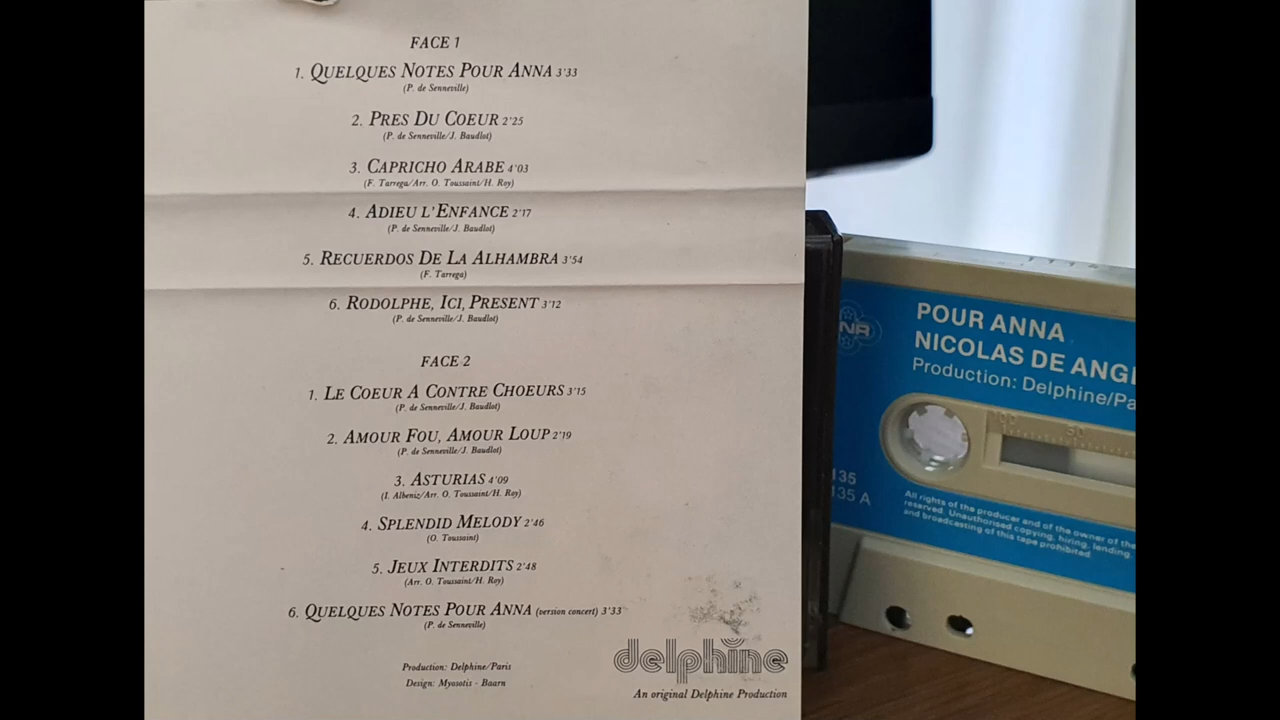 FACE 1
1. QUELQUES NOTES POUR ANNA 3'33
(P. de Senneville)
2. PRES DU COEUR 2'25
(P. de Senneville/J. Baudlot)
3. CAPRICHO ARABE 4'03
(F. Tarrega/Arr. O. Toussaint/H. Roy)
4. ADIEU L'ENFANCE 2'17
(P. de Senneville/J. Baudlot)
5. RECUERDOS DE LA ALHAMBRA 3'54
(F. Tarrega)
6. RODOLPHE, ICI, PRESENT 3'12
(P. de Senneville/J. Baudlot)
FACE 2
1. LE COEUR A CONTRE CHOEURS 3'15
(P. de Senneville/J. Baudlot)
2. AMOUR FOU, AMOUR LOUP 2'19
(P. de Senneville/J. Baudlot)
3. ASTURIAS 4'09
(I. Albeniz/Arr. O. Toussaint/H. Roy)
4. SPLENDID MELODY 2'46
(O. Toussaint)
5. JEUX INTERDITS 2'48
(Arr. O. Toussaint/H. Roy)
6. QUELQUES NOTES POUR ANNA (version concert) 3'33
(P. de Senneville)
Production: Delphine/Paris
Design: Myosotis - Baarn
delphine
An original Delphine Production
POUR ANNA
NICOLAS DE ANGE
Production: Delphine/Pa
100 50
135
135 A
All rights of the producer and of the owner of the
reserved. Unauthorised copying, hiring, lending,
and broadcasting of this tape prohibited